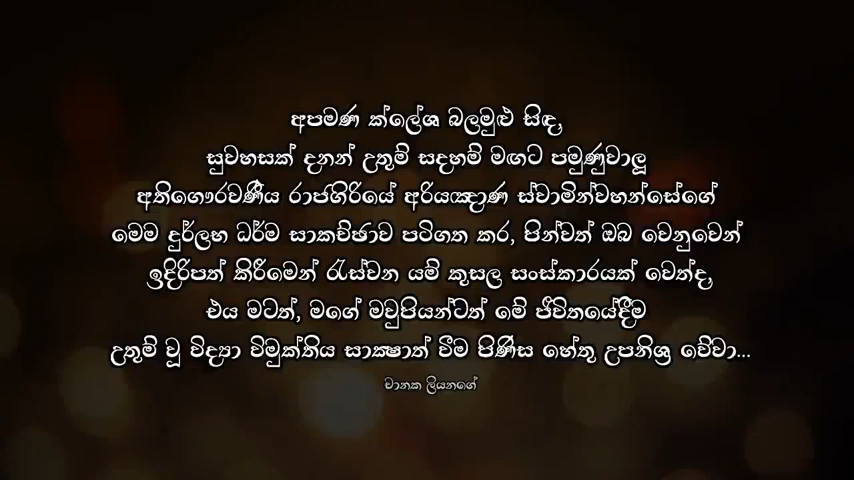 අපමණ ක්ලේශ බලමුළු සිඳ,
සුවහසක් දනන් උතුම් සදහම් මඟට පමුණුවාලූ
අතිගෞරවණීය රාජගිරියේ අරියඤාණ ස්වාමින්වහන්සේගේ
මෙම දුර්ලභ ධර්ම සාකච්ඡාව පටිගත කර, පින්වත් ඔබ වෙනුවෙන්
ඉදිරිපත් කිරීමෙන් රැස්වන යම් කුසල සංස්කාරයක් වෙත්ද,
එය මටත්, මගේ මවුපියන්ටත් මේ ජීවිතයේදීම
උතුම් වූ විද්‍යා විමුක්තිය සාක්‍ෂාත් වීම පිණිස හේතු උපනිශ්‍ර වේවා...
චානක ලියනගේ